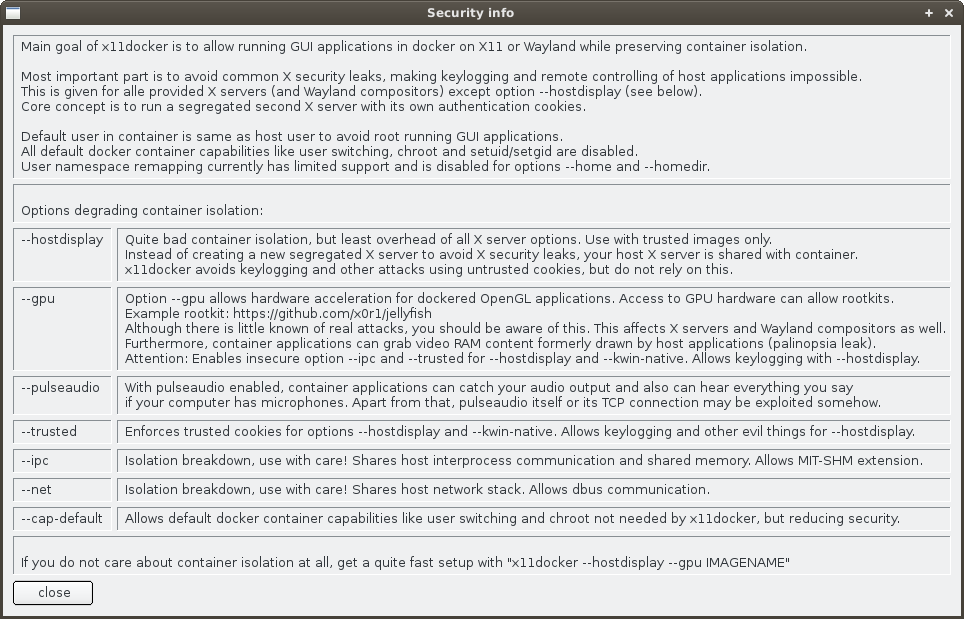 Security info
Main goal of x11docker is to allow running GUI applications in docker on X11 or Wayland while preserving container isolation.
Most important part is to avoid common X security leaks, making keylogging and remote controlling of host applications impossible.
This is given for alle provided X servers (and Wayland compositors) except option --hostdisplay (see below).
Core concept is to run a segregated second X server with its own authentication cookies.
Default user in container is same as host user to avoid root running GUI applications.
All default docker container capabilities like user switching, chroot and setuid/setgid are disabled.
User namespace remapping currently has limited support and is disabled for options --home and --homedir.
Options degrading container isolation:
--hostdisplay
Quite bad container isolation, but least overhead of all X server options. Use with trusted images only.
Instead of creating a new segregated X server to avoid X security leaks, your host X server is shared with container.
x11docker avoids keylogging and other attacks using untrusted cookies, but do not rely on this.
--gpu
Option --gpu allows hardware acceleration for dockered OpenGL applications. Access to GPU hardware can allow rootkits.
Example rootkit: https://github.com/x0r1/jellyfish
Although there is little known of real attacks, you should be aware of this. This affects X servers and Wayland compositors as well.
Furthermore, container applications can grab video RAM content formerly drawn by host applications (palinopsia leak).
Attention: Enables insecure option --ipc and --trusted for --hostdisplay and --kwin-native. Allows keylogging with --hostdisplay.
--pulseaudio
With pulseaudio enabled, container applications can catch your audio output and also can hear everything you say
if your computer has microphones. Apart from that, pulseaudio itself or its TCP connection may be exploited somehow.
--trusted
Enforces trusted cookies for options --hostdisplay and --kwin-native. Allows keylogging and other evil things for --hostdisplay.
--ipc
Isolation breakdown, use with care! Shares host interprocess communication and shared memory. Allows MIT-SHM extension.
--net
Isolation breakdown, use with care! Shares host network stack. Allows dbus communication.
--cap-default
Allows default docker container capabilities like user switching and chroot not needed by x11docker, but reducing security.
If you do not care about container isolation at all, get a quite fast setup with "x11docker --hostdisplay --gpu IMAGENAME"
close